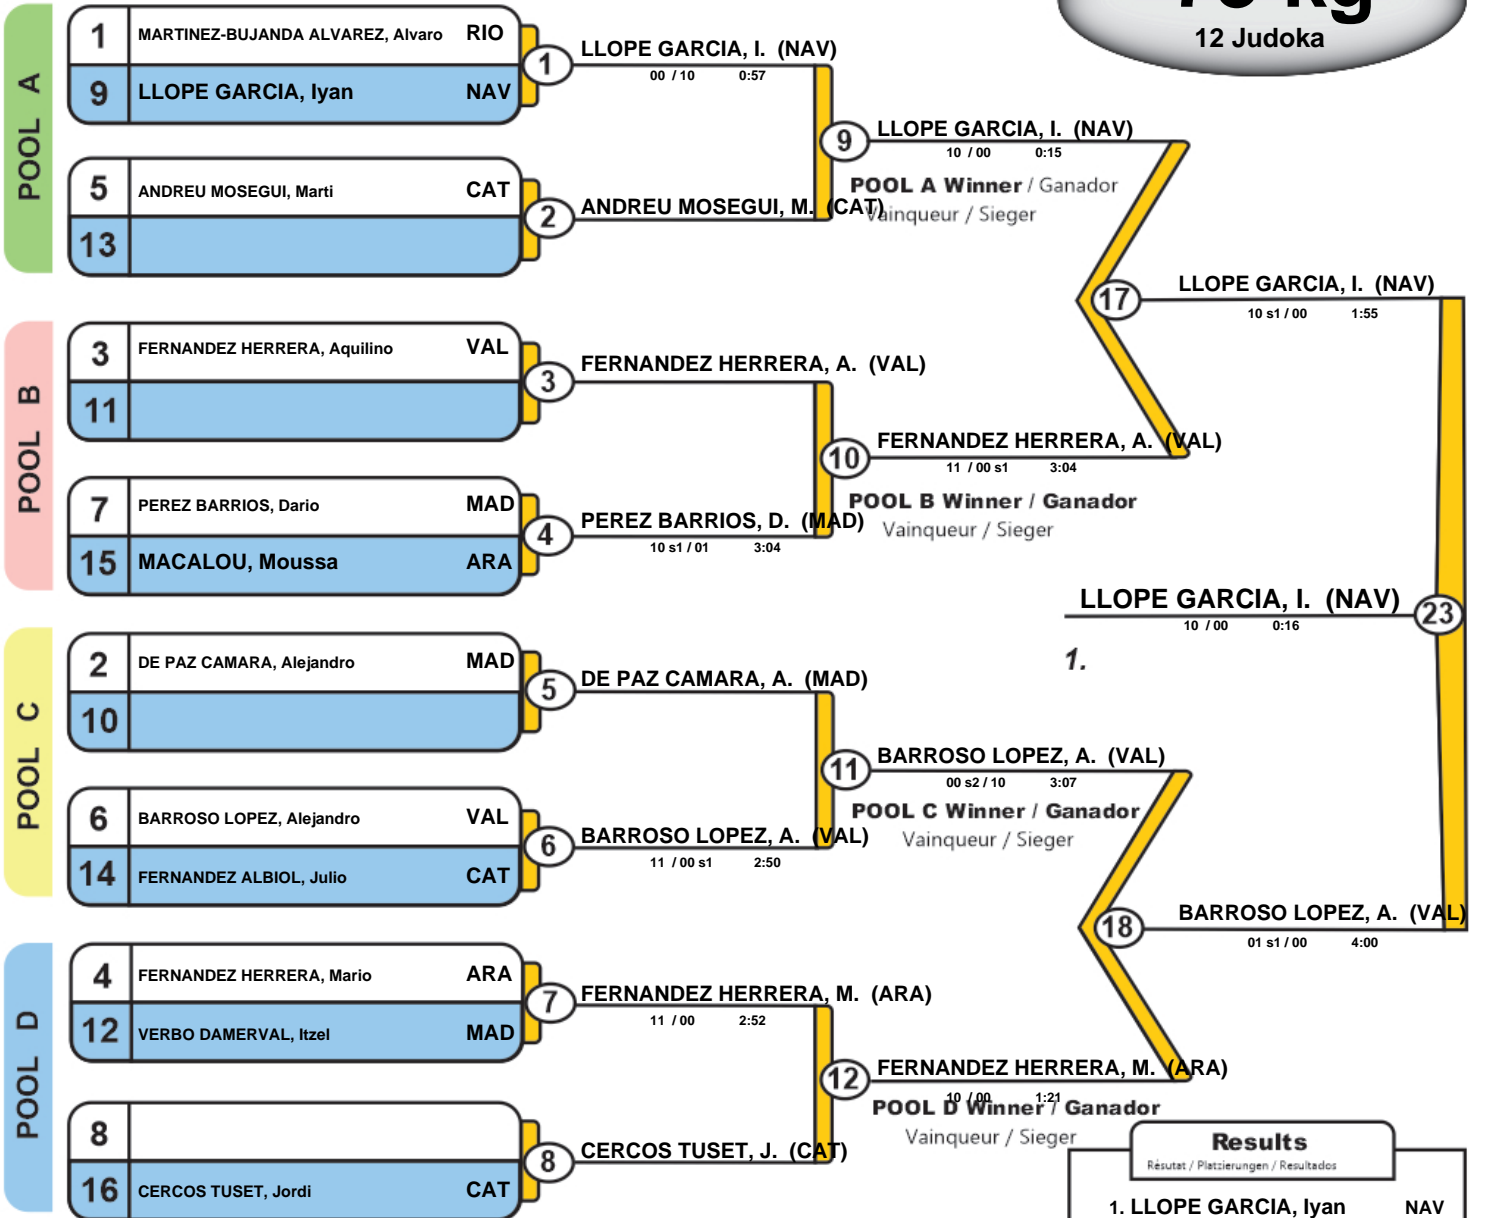 kg
12 Judoka
POOL A
1 MARTINEZ-BUJANDA ALVAREZ, Alvaro RIO
9 LLOPE GARCIA, Iyan NAV
1 LLOPE GARCIA, I. (NAV)
00 / 10 0:57
5 ANDREU MOSEGUI, Marti CAT
13
2 ANDREU MOSEGUI, M. (CAT)
9 LLOPE GARCIA, I. (NAV)
10 / 00 0:15
POOL A Winner / Ganador
Vainqueur / Sieger
POOL B
3 FERNANDEZ HERRERA, Aquilino VAL
11
3 FERNANDEZ HERRERA, A. (VAL)
7 PEREZ BARRIOS, Dario MAD
15 MACALOU, Moussa ARA
4 PEREZ BARRIOS, D. (MAD)
10 s1 / 01 3:04
10 FERNANDEZ HERRERA, A. (VAL)
11 / 00 s1 3:04
POOL B Winner / Ganador
Vainqueur / Sieger
17 LLOPE GARCIA, I. (NAV)
10 s1 / 00 1:55
LLOPE GARCIA, I. (NAV) 23
10 / 00 0:16
1.
POOL C
2 DE PAZ CAMARA, Alejandro MAD
10
5 DE PAZ CAMARA, A. (MAD)
6 BARROSO LOPEZ, Alejandro VAL
14 FERNANDEZ ALBIOL, Julio CAT
6 BARROSO LOPEZ, A. (VAL)
11 / 00 s1 2:50
11 BARROSO LOPEZ, A. (VAL)
00 s2 / 10 3:07
POOL C Winner / Ganador
Vainqueur / Sieger
POOL D
4 FERNANDEZ HERRERA, Mario ARA
12 VERBO DAMERVAL, Itzel MAD
7 FERNANDEZ HERRERA, M. (ARA)
11 / 00 2:52
8
16 CERCOS TUSET, Jordi CAT
8 CERCOS TUSET, J. (CAT)
12 FERNANDEZ HERRERA, M. (ARA)
10 / 00 1:21
POOL D Winner / Ganador
Vainqueur / Sieger
18 BARROSO LOPEZ, A. (VAL)
01 s1 / 00 4:00
Results
Résutat / Platzierungen / Resultados
1. LLOPE GARCIA, Iyan NAV